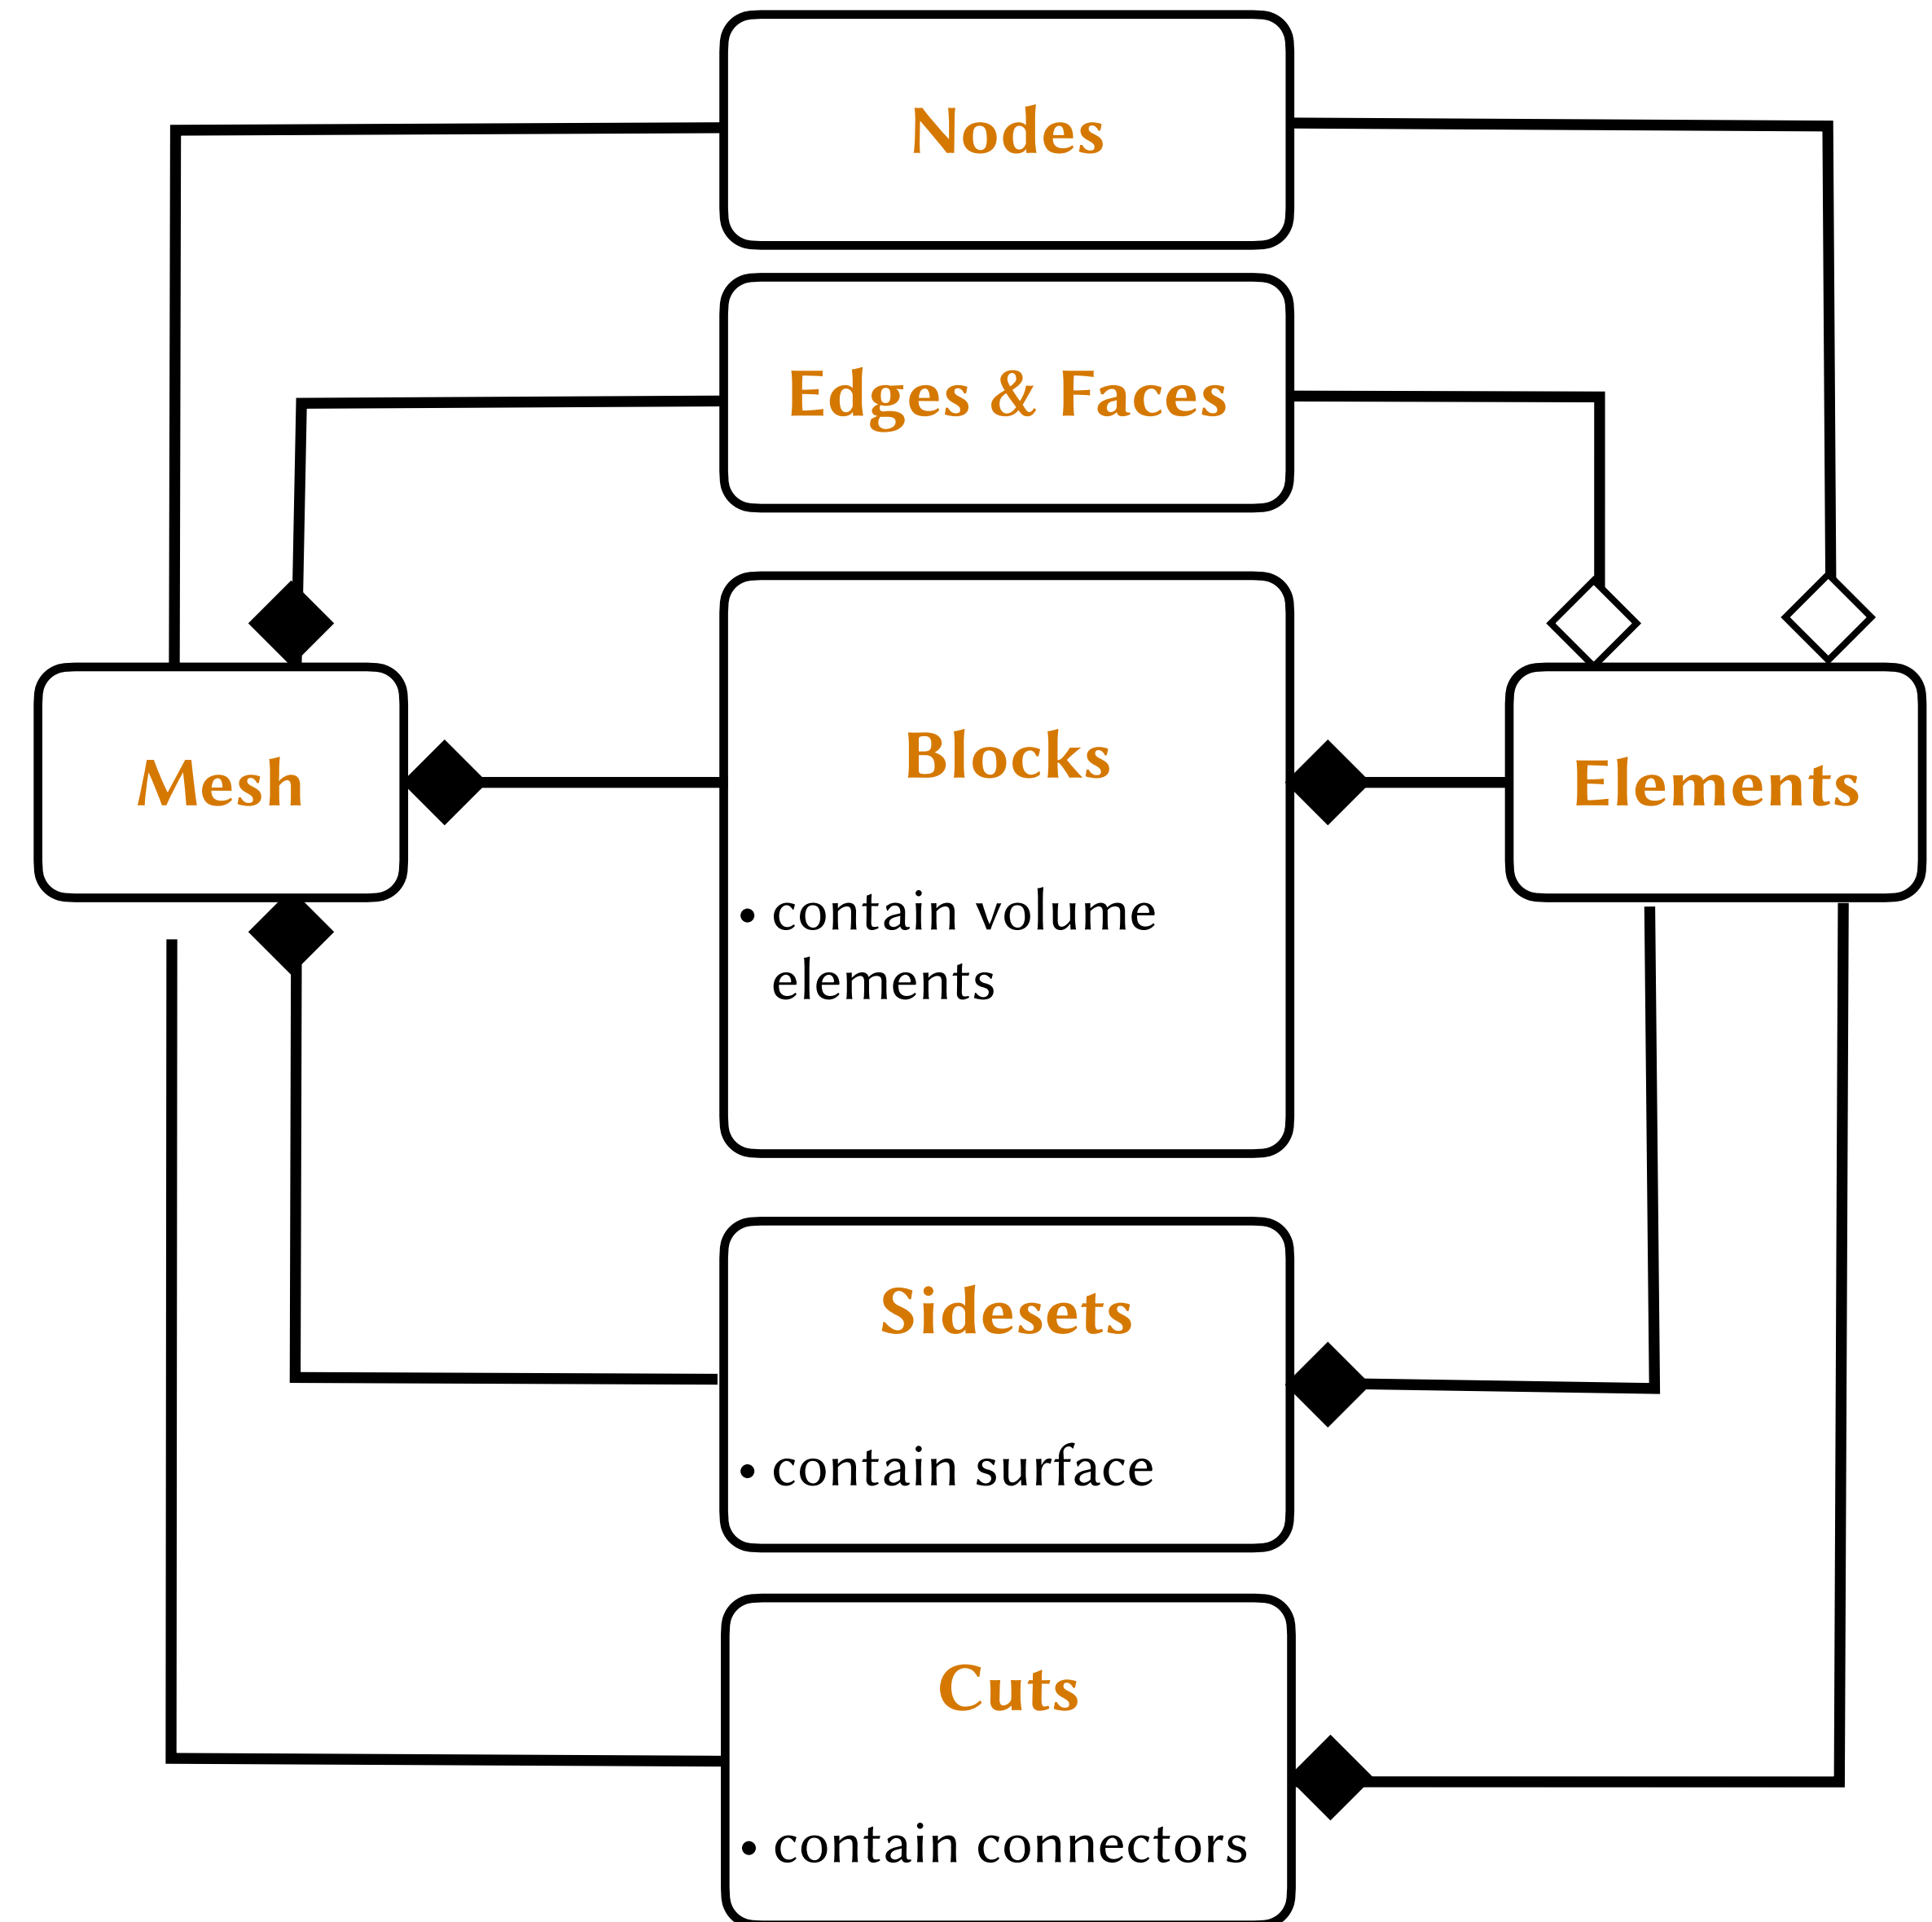 Nodes
Edges & Faces
Mesh
Blocks
Elements
• contain volume
elements
Sidesets
• contain surface
Cuts
• contain connectors